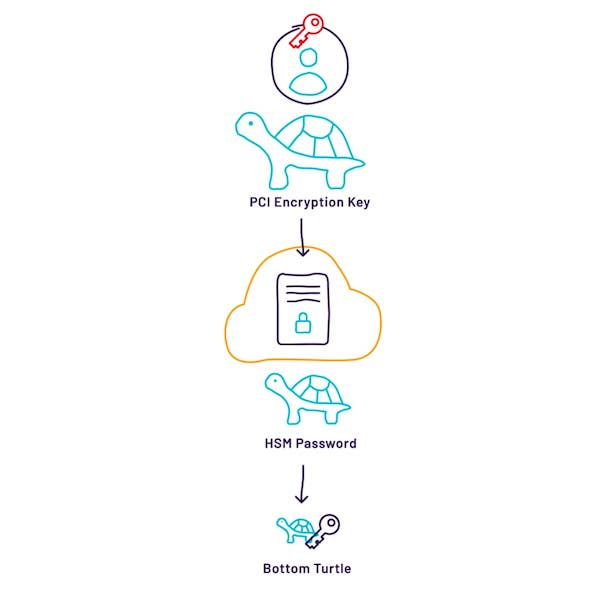 PCI Encryption Key
HSM Password
Bottom Turtle